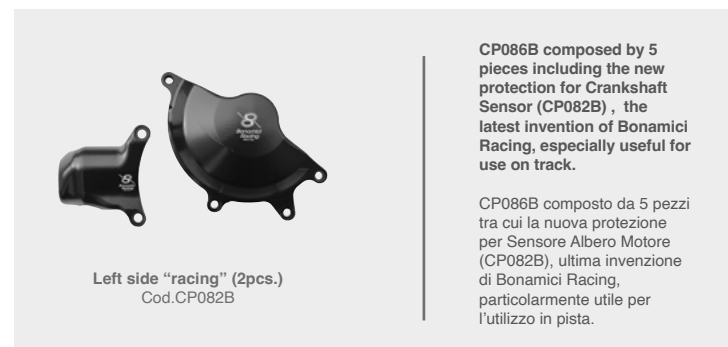 Bonamici
Racing
Left side “racing” (2pcs.)
Cod.CP082B
CP086B composed by 5
pieces including the new
protection for Crankshaft
Sensor (CP082B) ,  the
latest invention of Bonamici
Racing, especially useful for
use on track.
CP086B composto da 5 pezzi
tra cui la nuova protezione
per Sensore Albero Motore
(CP082B), ultima invenzione
di Bonamici Racing,
particolarmente utile per
l’utilizzo in pista.